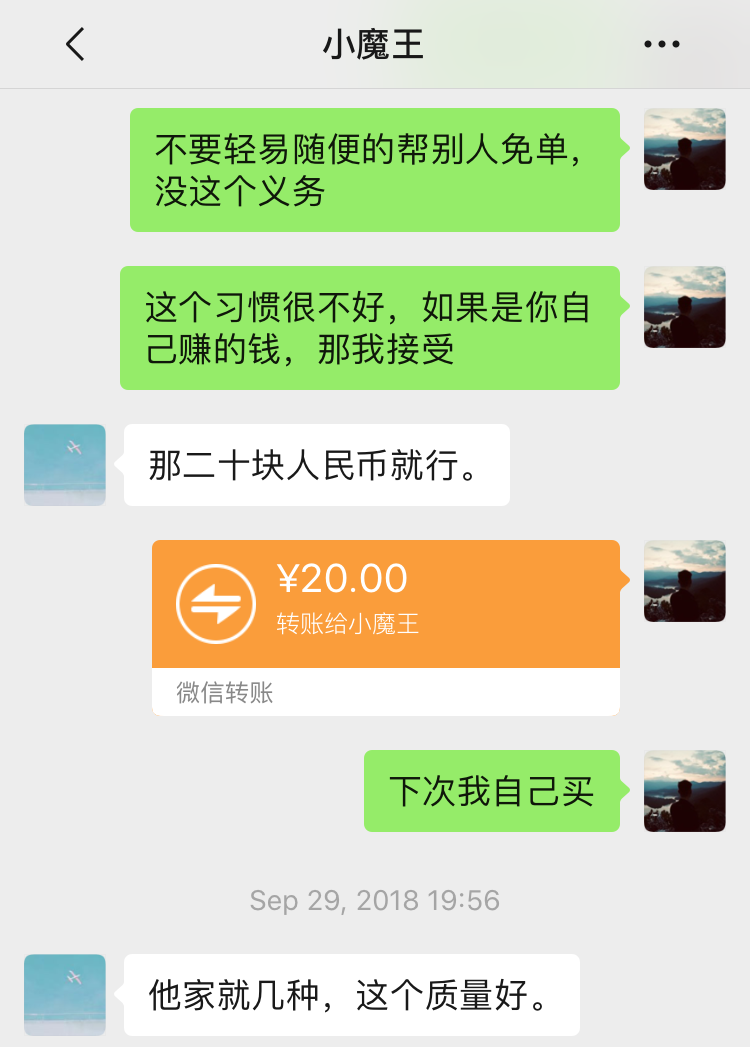 小魔王
不要轻易随便的帮别人免单，
没这个义务
这个习惯很不好，如果是你自
己赚的钱，那我接受
那二十块人民币就行。
¥20.00
转账给小魔王
微信转账
下次我自己买
Sep 29, 2018 19:56
他家就几种，这个质量好。